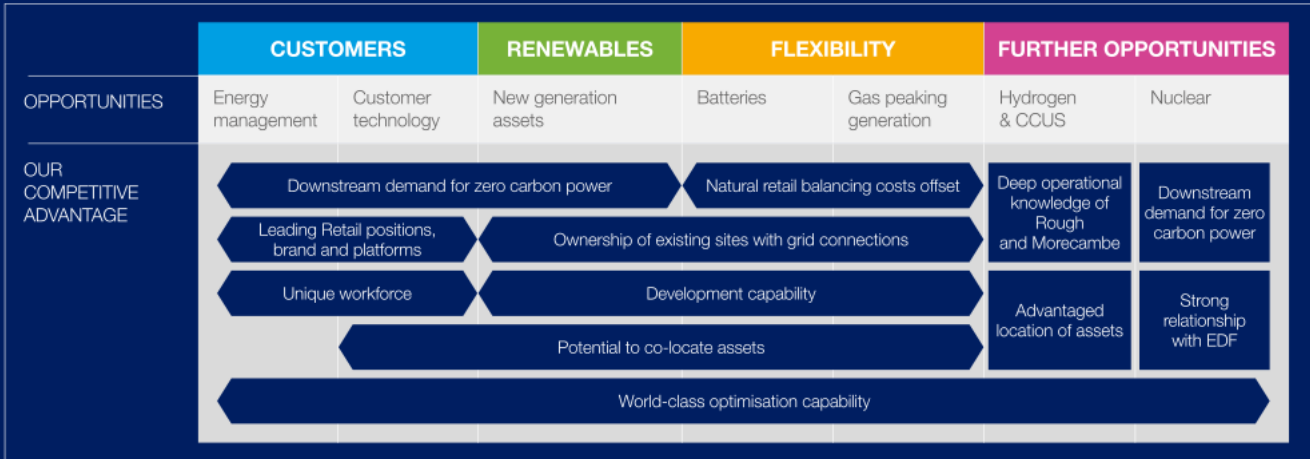 CUSTOMERS
RENEWABLES
FLEXIBILITY
FURTHER OPPORTUNITIES
OPPORTUNITIES
Energy
management
Customer
technology
New generation
assets
Batteries
Gas peaking
generation
Hydrogen
& CCUS
Nuclear
OUR
COMPETITIVE
ADVANTAGE
Downstream demand for zero carbon power
Natural retail balancing costs offset
Deep operational
knowledge of
Rough
and Morecambe
Downstream
demand for zero
carbon power
Leading Retail positions,
brand and platforms
Ownership of existing sites with grid connections
Unique workforce
Development capability
Advantaged
location of assets
Strong
relationship
with EDF
Potential to co-locate assets
World-class optimisation capability